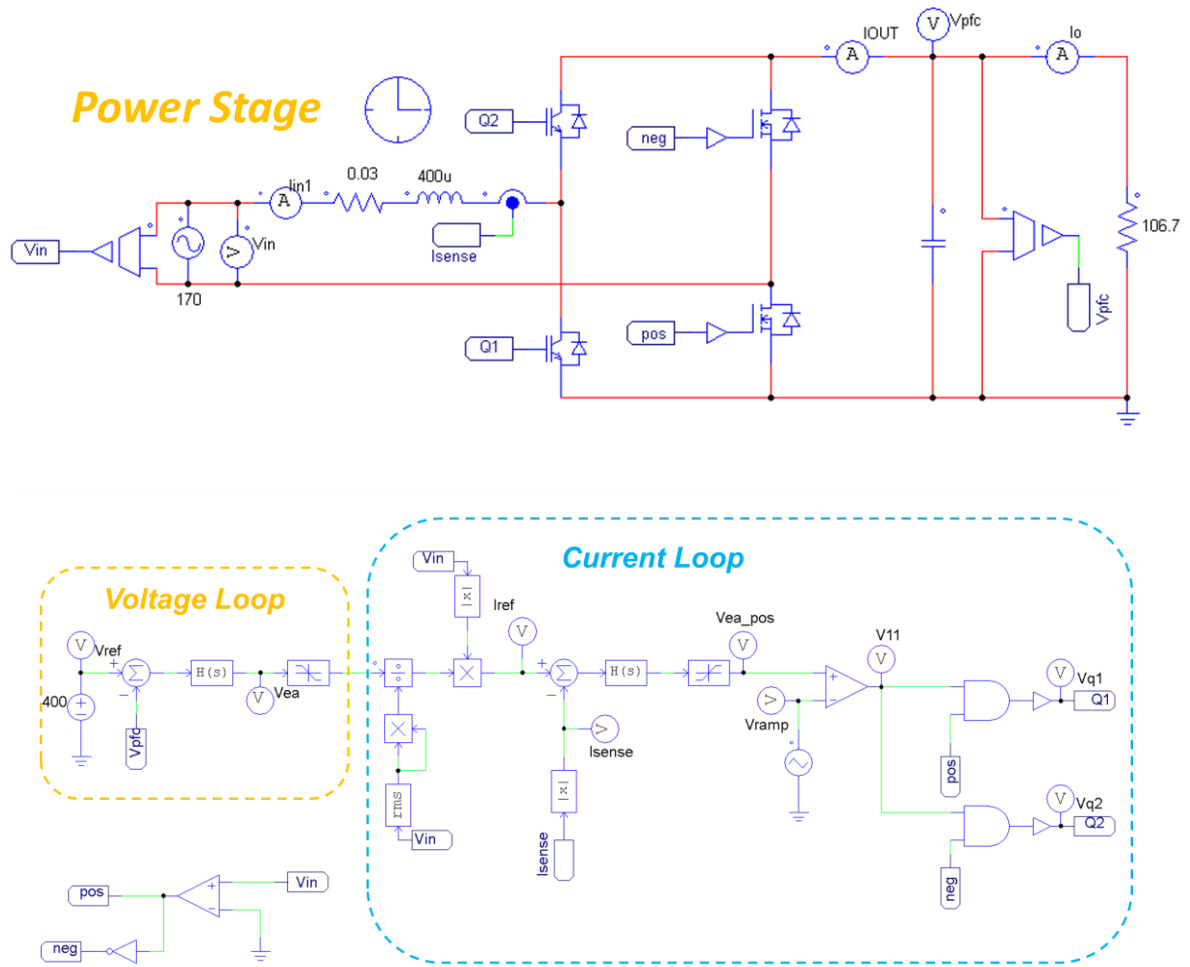 Power Stage
IOUT
Vpfc
Io
V
A
A
Q2
neg
0.03
400u
Iin1
A
Vin
V
Vin
Isense
170
106.7
Q1
pos
Vpfc
Current Loop
Voltage Loop
Vin
|x|
Iref
V
Vea_pos
V
V11
V
Vref
V
400
Σ
H(s)
Vea
V
Vpfc
÷
×
×
rms
Vin
Σ
H(s)
Isense
V
|x|
Isense
Vramp
V
Vq1
V
Q1
pos
Vq2
V
Q2
neg
pos
Vin
neg